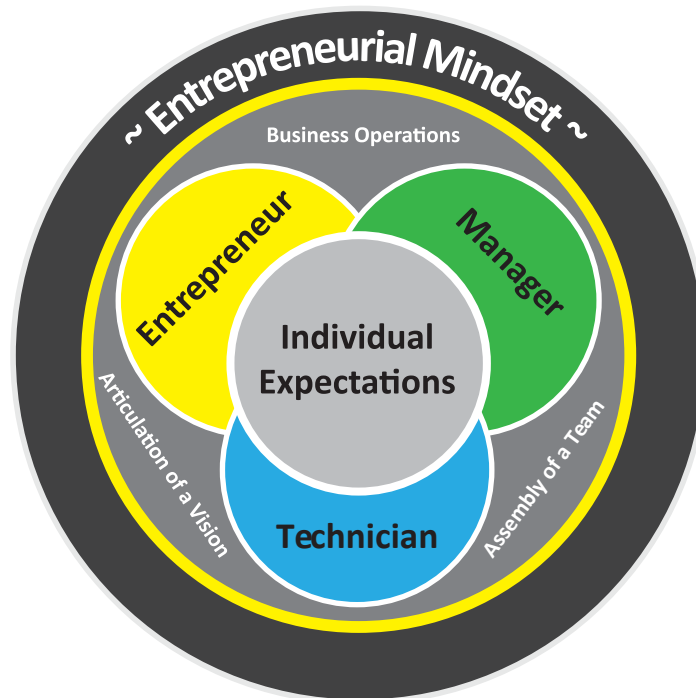 ~ Entrepreneurial Mindset ~
Business Operations
Entrepreneur
Manager
Individual
Expectations
Articulation of a Vision
Assembly of a Team
Technician